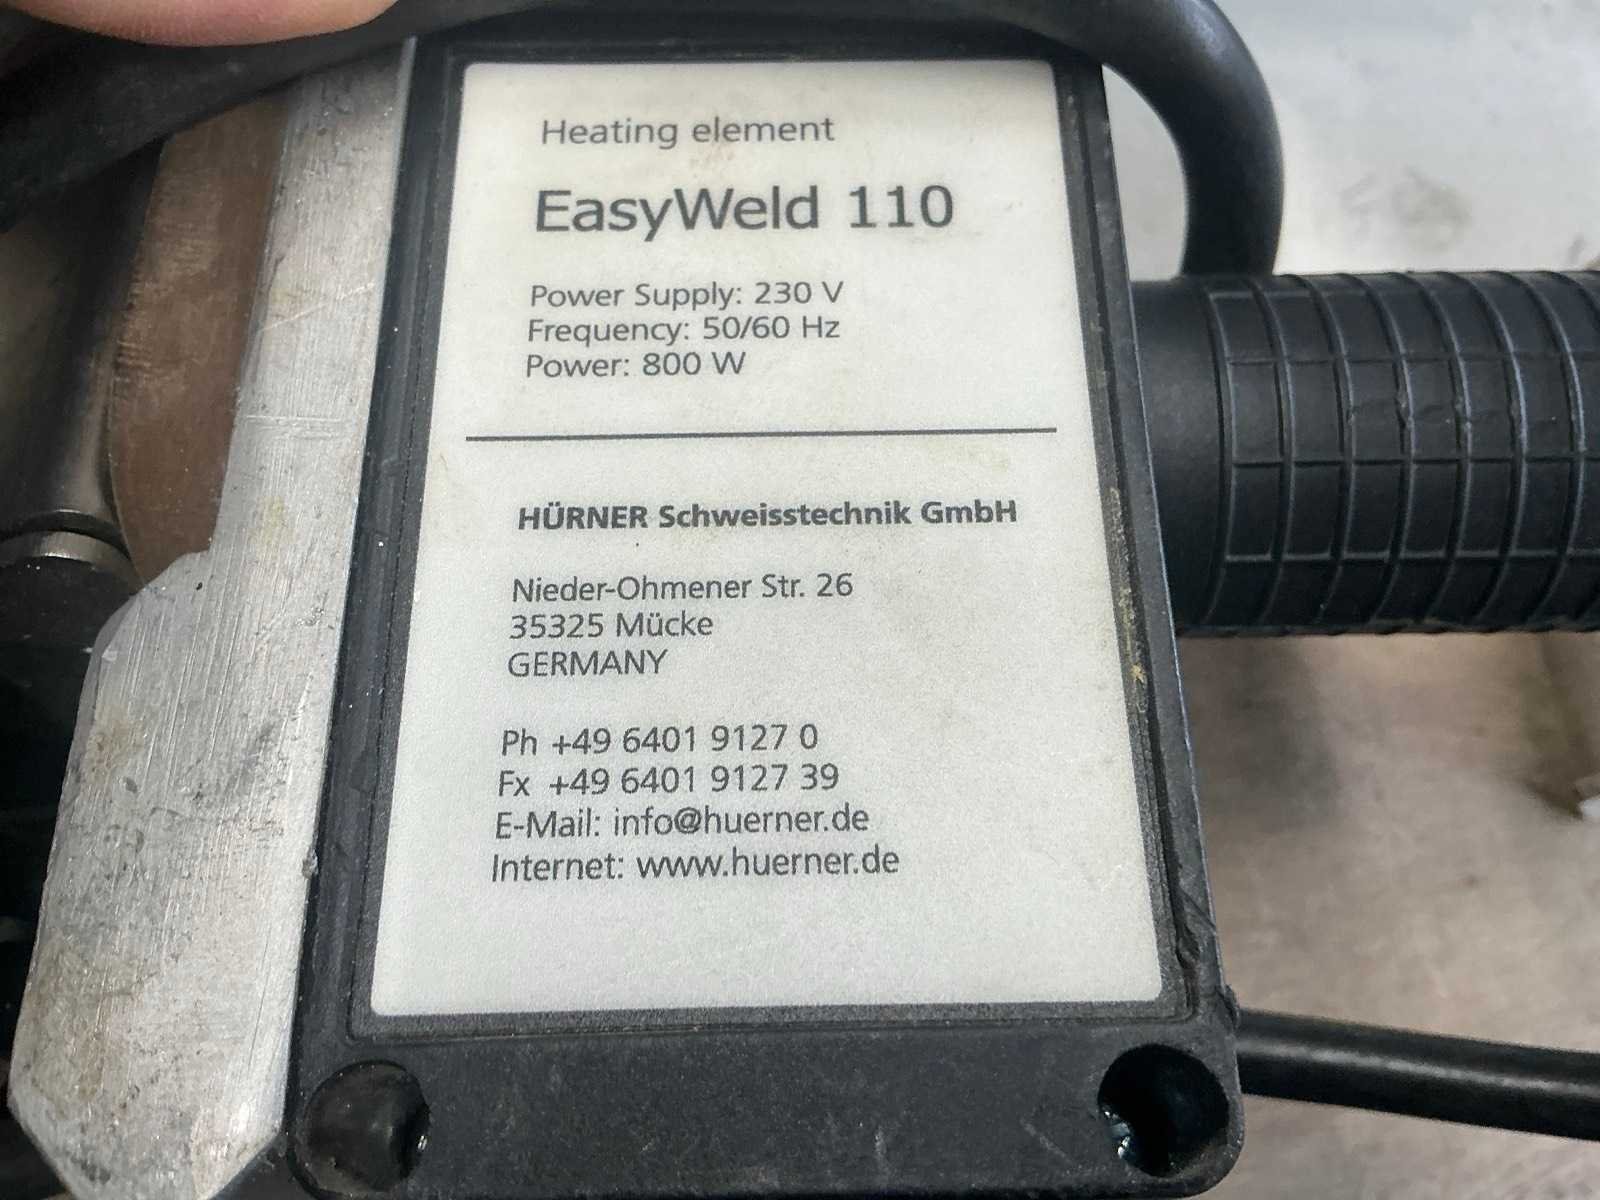 Heating element
EasyWeld 110
Power Supply: 230 V
Frequency: 50/60 Hz
Power: 800 W
HÜRNER Schweisstechnik GmbH
Nieder-Ohmener Str. 26
35325 Mücke
GERMANY
Ph +49 6401 9127 0
Fx +49 6401 9127 39
E-Mail: info@huerner.de
Internet: www.huerner.de